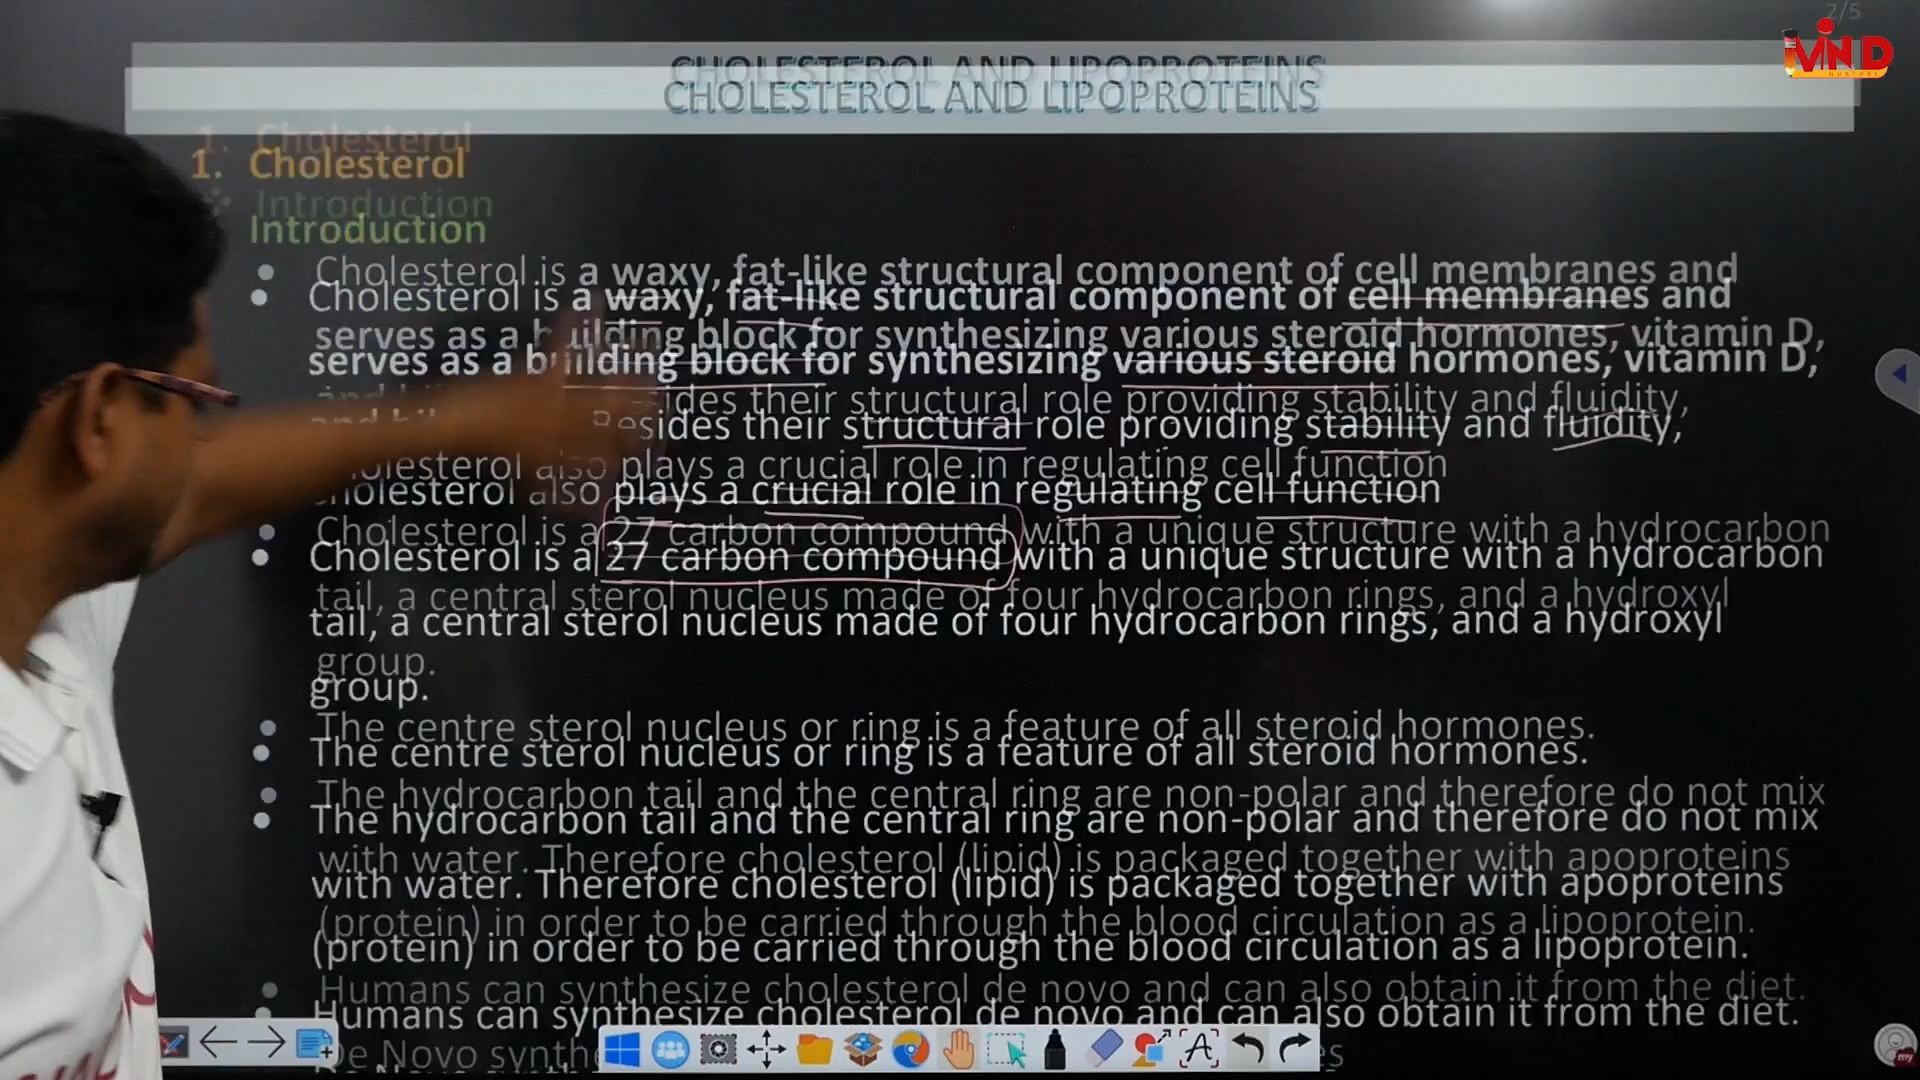 2/5
MIND
CHOLESTEROL AND LIPOPROTEINS
1. Cholesterol
Introduction
• Cholesterol is a waxy, fat-like structural component of cell membranes and
serves as a building block for synthesizing various steroid hormones, vitamin D,
Besides their structural role providing stability and fluidity,
cholesterol also plays a crucial role in regulating cell function
• Cholesterol is a 27 carbon compound with a unique structure with a hydrocarbon
tail, a central sterol nucleus made of four hydrocarbon rings, and a hydroxyl
group.
• The centre sterol nucleus or ring is a feature of all steroid hormones.
• The hydrocarbon tail and the central ring are non-polar and therefore do not mix
with water. Therefore cholesterol (lipid) is packaged together with apoproteins
(protein) in order to be carried through the blood circulation as a lipoprotein.
• Humans can synthesize cholesterol de novo and can also obtain it from the diet.
De Novo
my